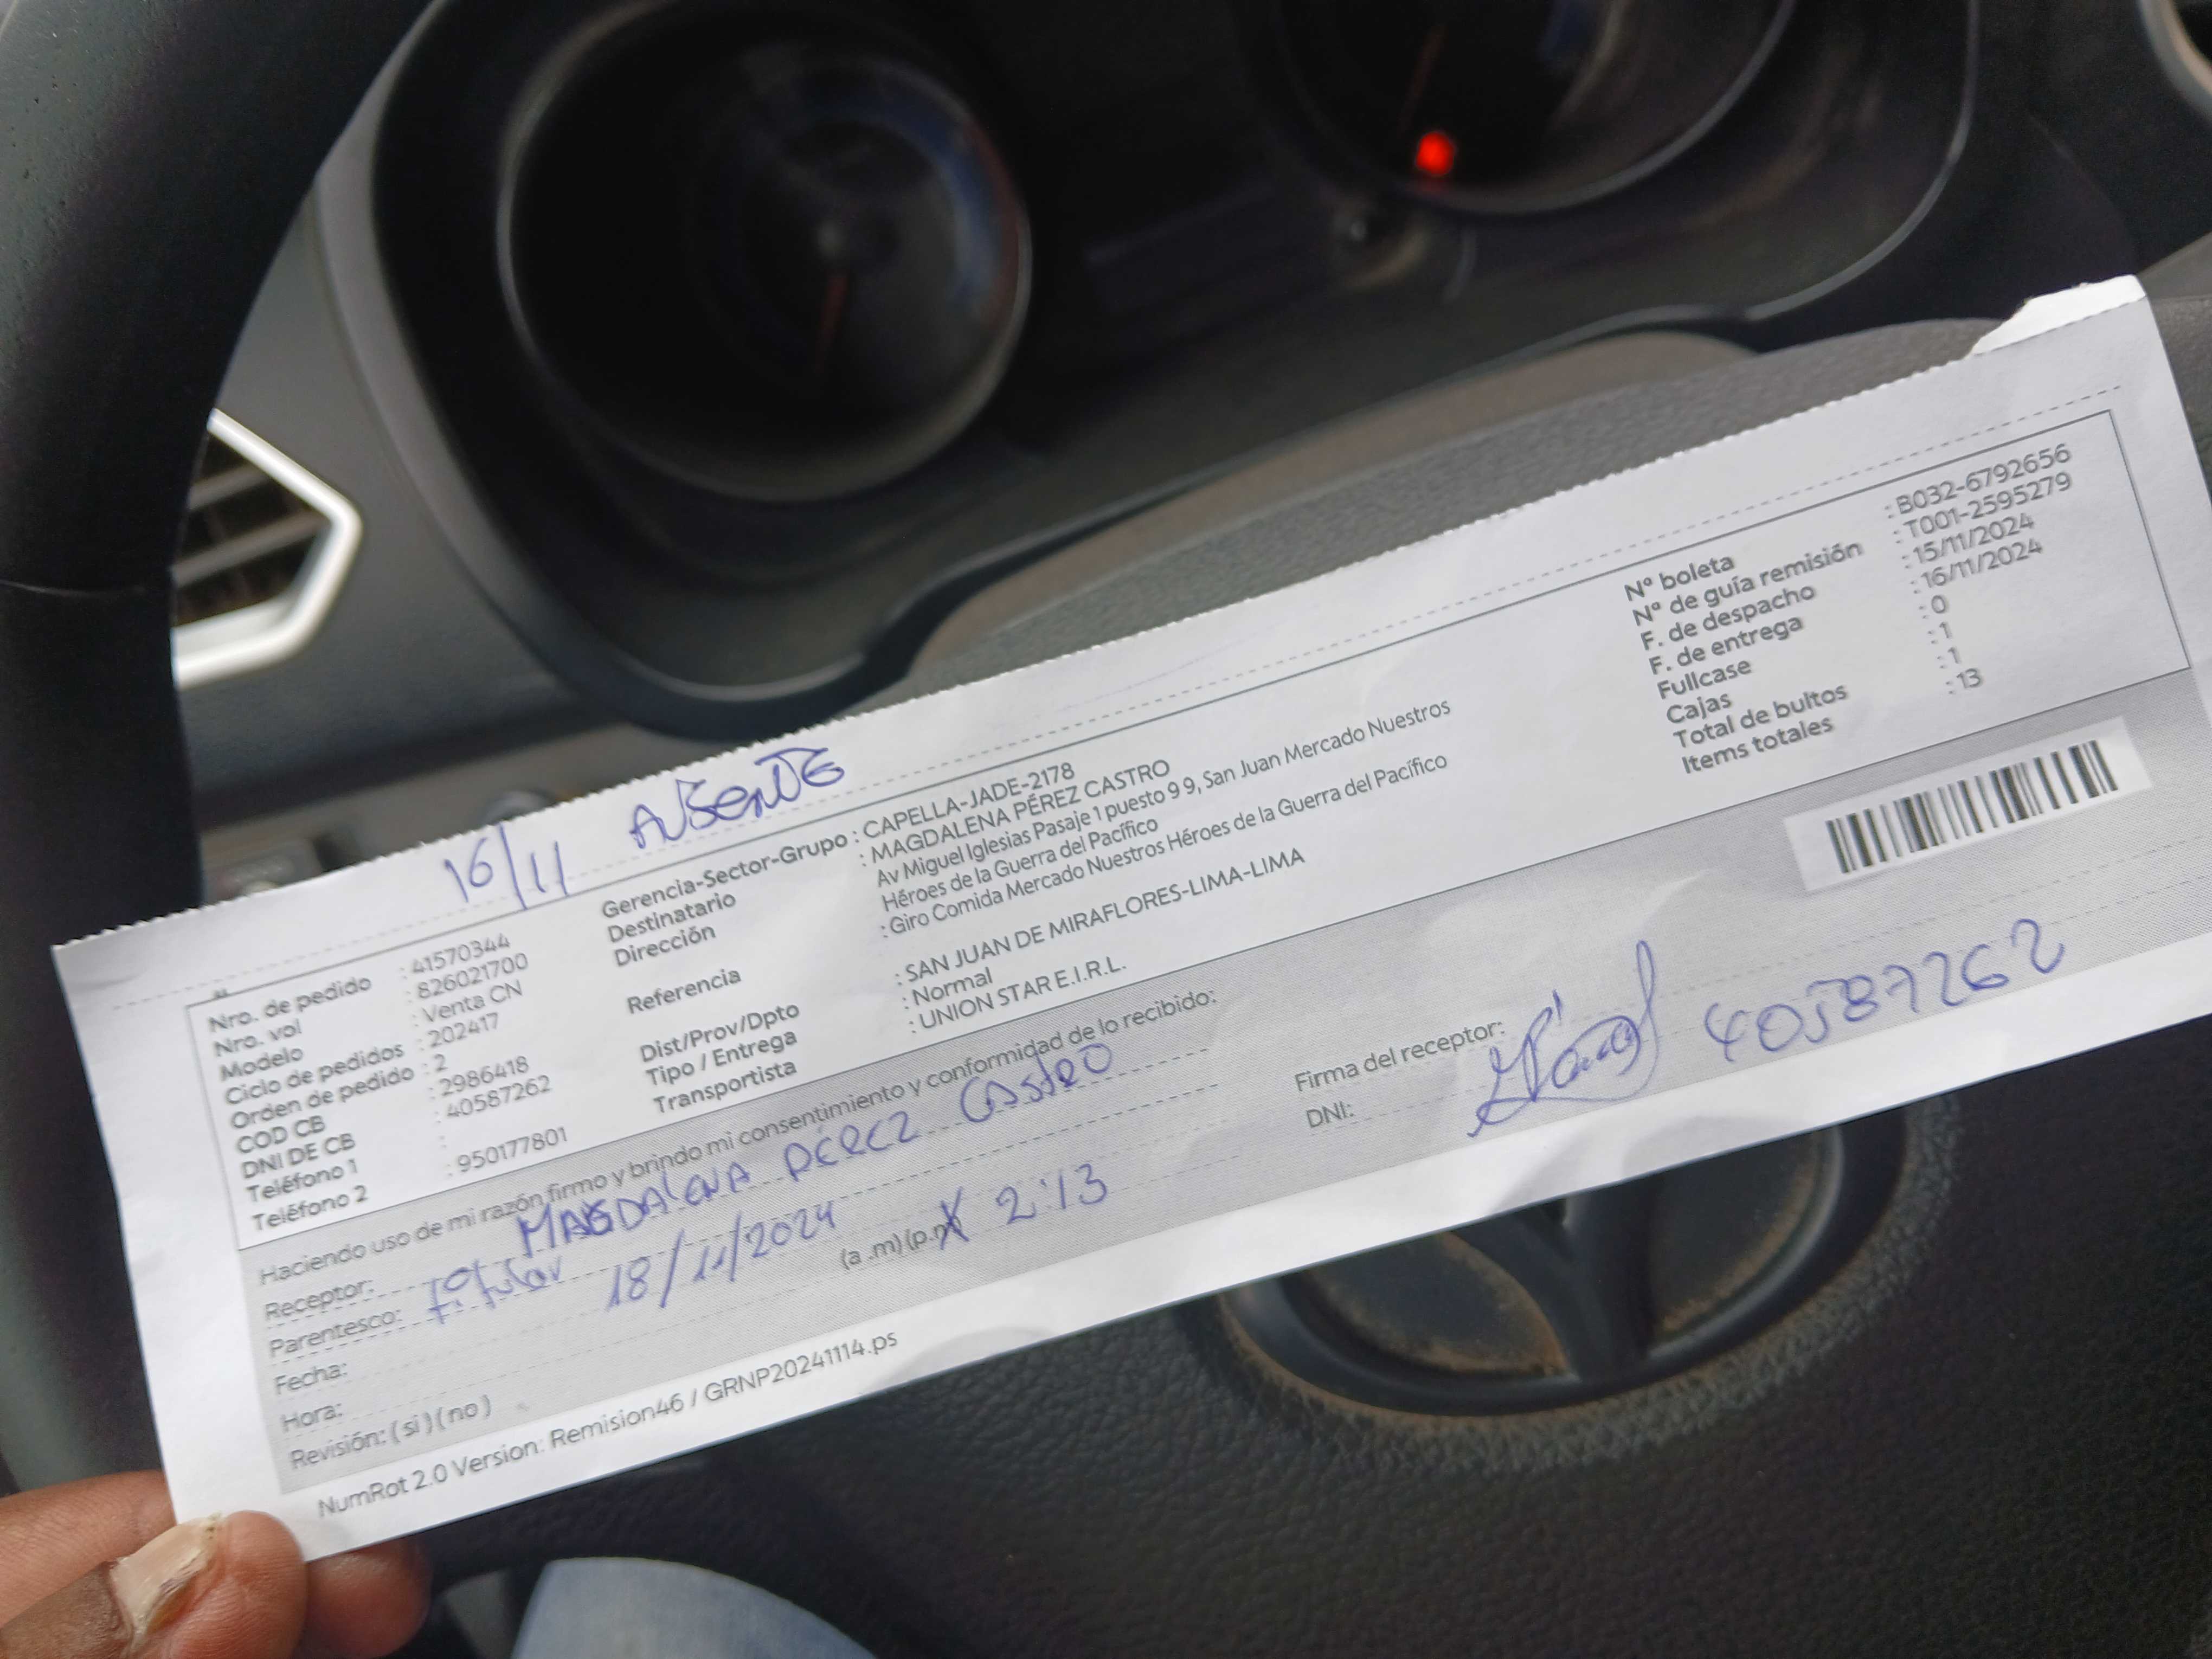 16/11 AUSENTE
Nro. de pedido : 41570344
Nro. vol : 826021700
Modelo : Venta CN
Ciclo de pedidos : 202417
Orden de pedido : 2
COD CB : 2986418
DNI DE CB : 40587262
Teléfono 1 :
Teléfono 2 : 950177801
Gerencia-Sector-Grupo : CAPELLA-JADE-2178
Destinatario : MAGDALENA PÉREZ CASTRO
Dirección : Av Miguel Iglesias Pasaje 1 puesto 9 9, San Juan Mercado Nuestros
Héroes de la Guerra del Pacífico
Referencia : Giro Comida Mercado Nuestros Héroes de la Guerra del Pacífico
Dist/Prov/Dpto : SAN JUAN DE MIRAFLORES-LIMA-LIMA
Tipo / Entrega : Normal
Transportista : UNION STAR E.I.R.L.
N° boleta : B032-6792656
N° de guía remisión : T001-2595279
F. de despacho : 15/11/2024
F. de entrega : 16/11/2024
Fullcase : 0
Cajas : 1
Total de bultos : 1
Items totales : 13
Haciendo uso de mi razón firmo y brindo mi consentimiento y conformidad de lo recibido:
Receptor: MAGDALENA PEREZ CASTRO
Parentesco: titular
Fecha: 18/11/2024
Hora: (a .m) (p.m) X 2:13
Revisión: ( si ) ( no )
Firma del receptor:
DNI: 40587262
NumRot 2.0 Version: Remision46 / GRNP20241114.ps